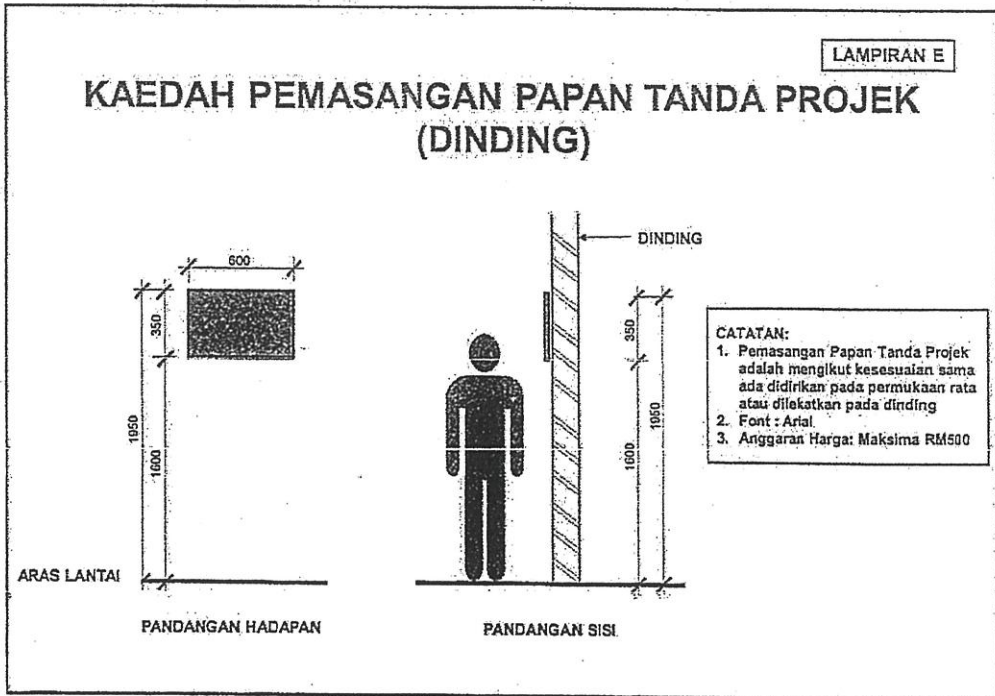 LAMPIRAN E
KAEDAH PEMASANGAN PAPAN TANDA PROJEK
(DINDING)
600
350
1950
1600
ARAS LANTAI
PANDANGAN HADAPAN
DINDING
350
1950
1600
PANDANGAN SISI
CATATAN:
1. Pemasangan Papan Tanda Projek
adalah mengikut kesesuaian sama
ada didirikan pada permukaan rata
atau dilekatkan pada dinding
2. Font : Arial
3. Anggaran Harga: Maksima RM500